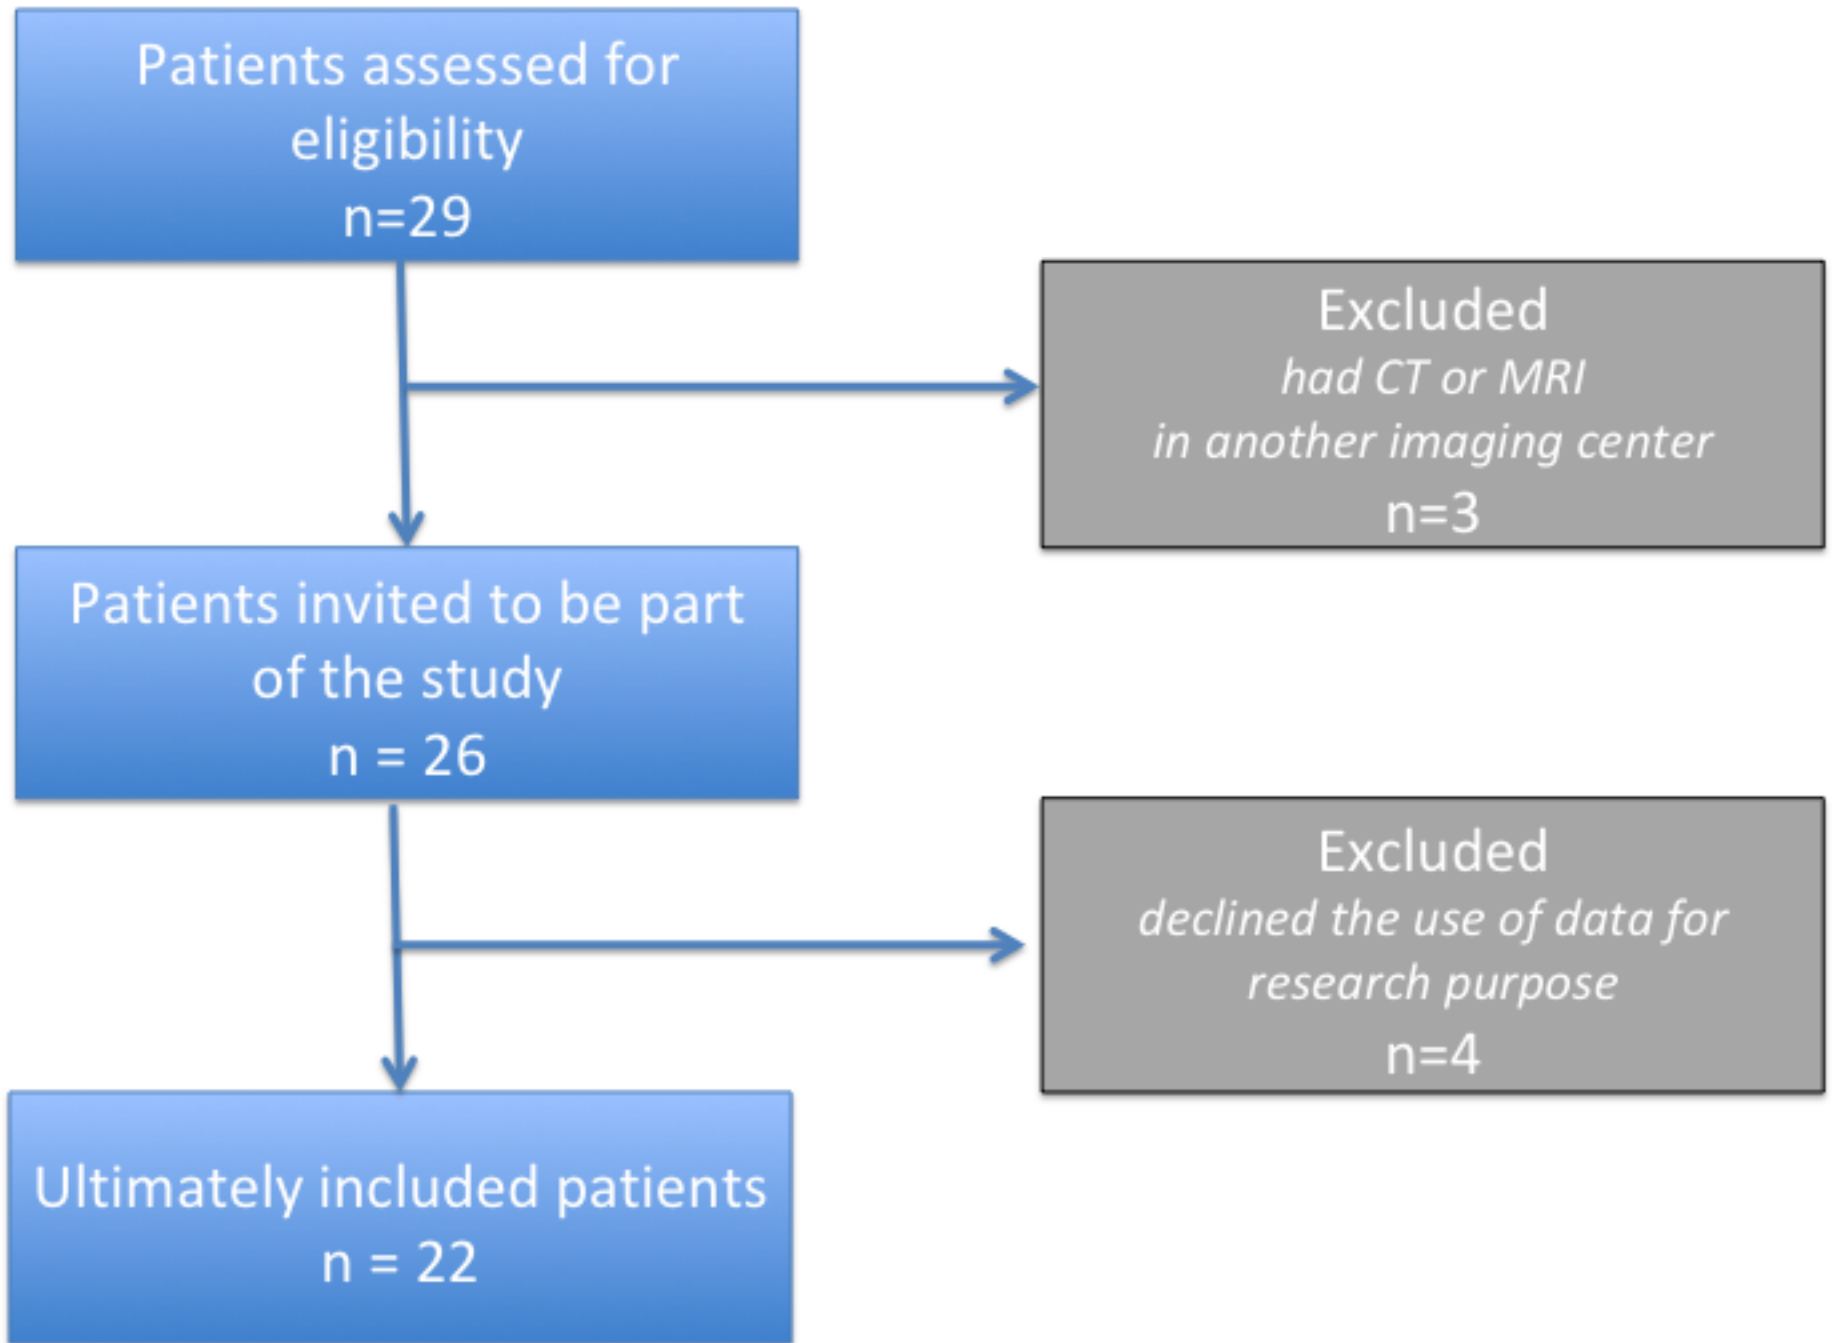 Patients assessed for
eligibility
n=29
Excluded
had CT or MRI
in another imaging center
n=3
Patients invited to be part
of the study
n = 26
Excluded
declined the use of data for
research purpose
n=4
Ultimately included patients
n = 22